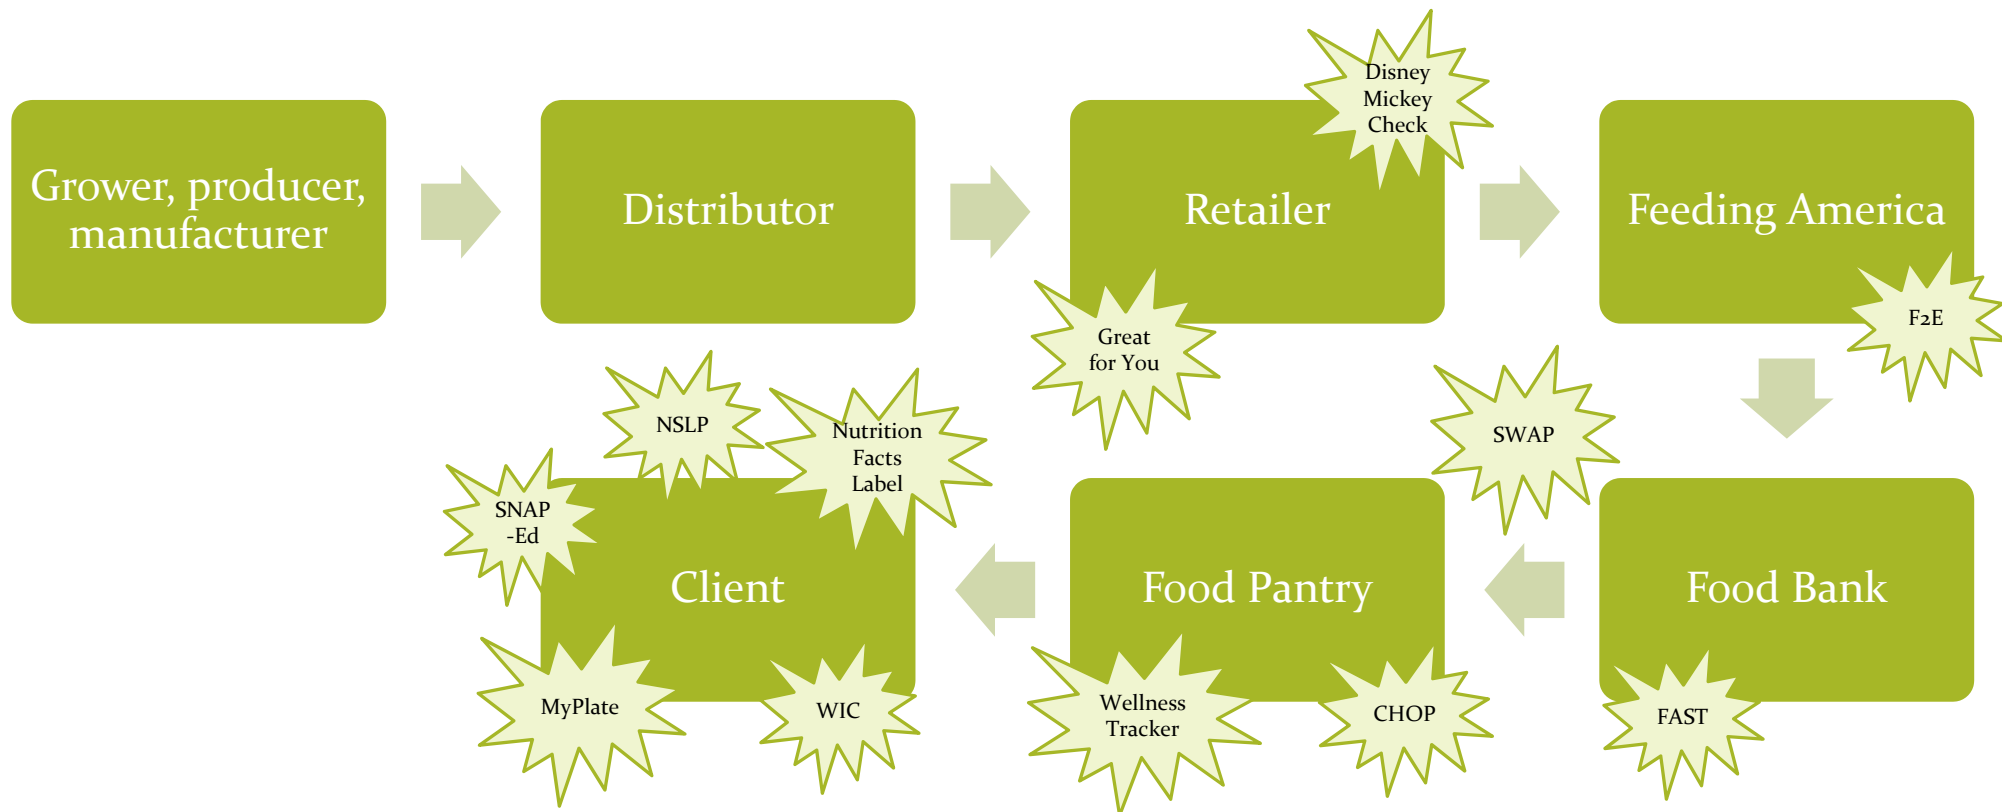 Disney
Mickey
Check
Grower, producer,
manufacturer
Distributor
Retailer
Feeding America
F2E
Great
for You
NSLP
Nutrition
Facts
Label
SWAP
SNAP
-Ed
Client
Food Pantry
Food Bank
MyPlate
WIC
Wellness
Tracker
CHOP
FAST